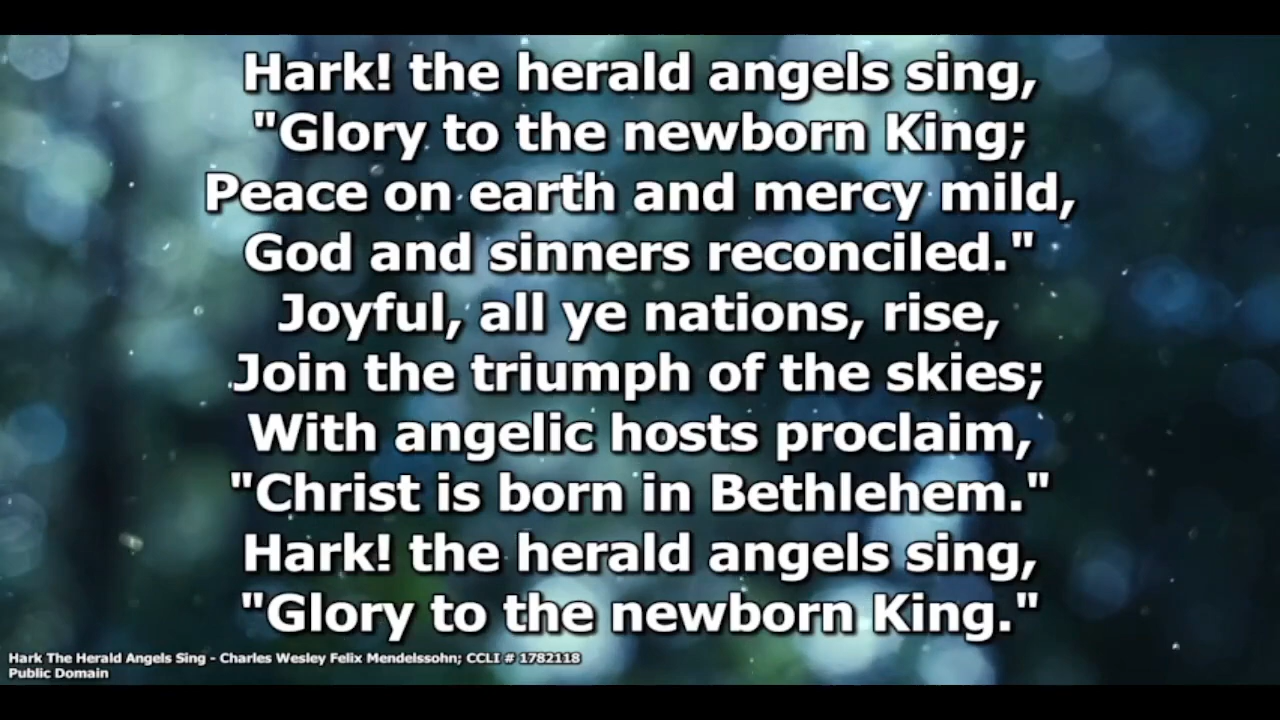 Hark! the herald angels sing,
"Glory to the newborn King;
Peace on earth and mercy mild,
God and sinners reconciled."
Joyful, all ye nations, rise,
Join the triumph of the skies;
With angelic hosts proclaim,
"Christ is born in Bethlehem."
Hark! the herald angels sing,
"Glory to the newborn King."
Hark The Herald Angels Sing - Charles Wesley Felix Mendelssohn; CCLI # 1782118
Public Domain